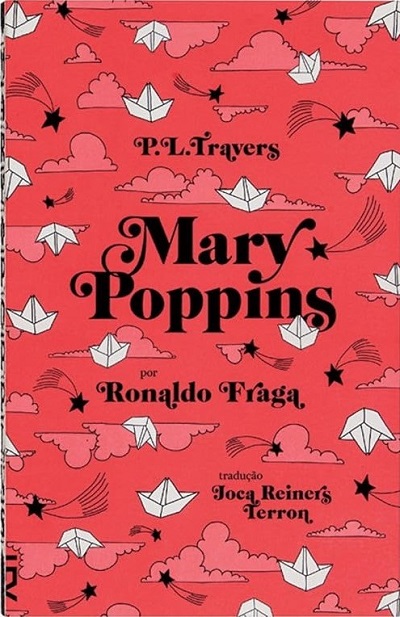 P.L.Travers
Mary
Poppins
por
Ronaldo Fraga
tradução
Joca Reiners
Terron